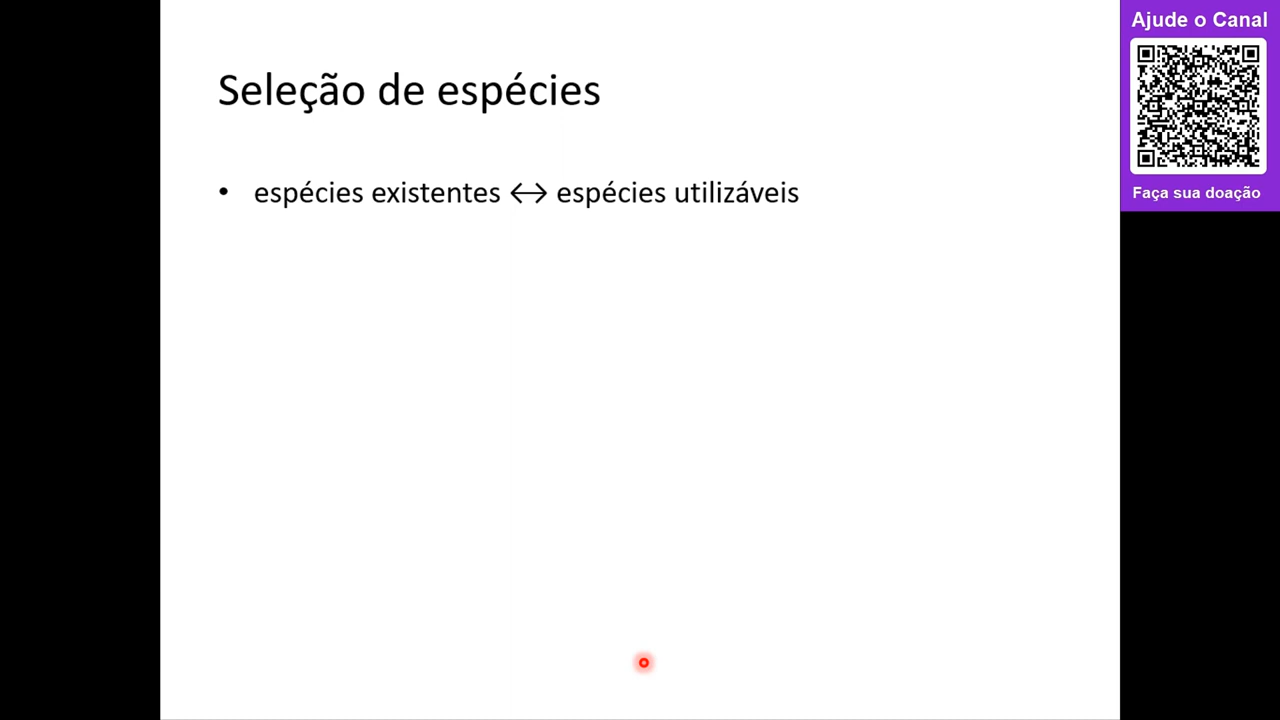 Seleção de espécies
• espécies existentes ↔ espécies utilizáveis
Ajude o Canal
Faça sua doação